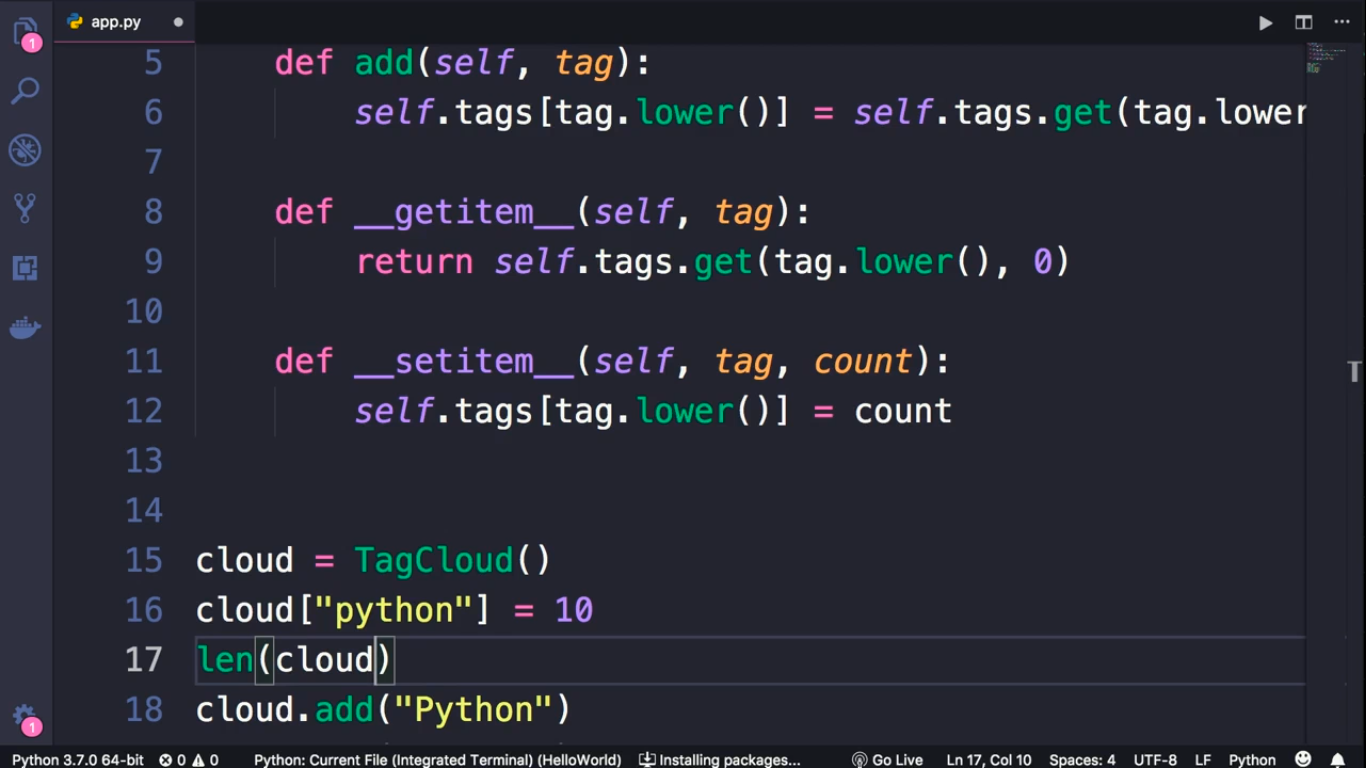 app.py
1
5 def add(self, tag):
6 self.tags[tag.lower()] = self.tags.get(tag.lower
7
8 def __getitem__(self, tag):
9 return self.tags.get(tag.lower(), 0)
10
11 def __setitem__(self, tag, count):
12 self.tags[tag.lower()] = count
13
14
15 cloud = TagCloud()
16 cloud["python"] = 10
17 len(cloud)
18 cloud.add("Python")
1
Python 3.7.0 64-bit 0 0 Python: Current File (Integrated Terminal) (HelloWorld) Installing packages... Go Live Ln 17, Col 10 Spaces: 4 UTF-8 LF Python